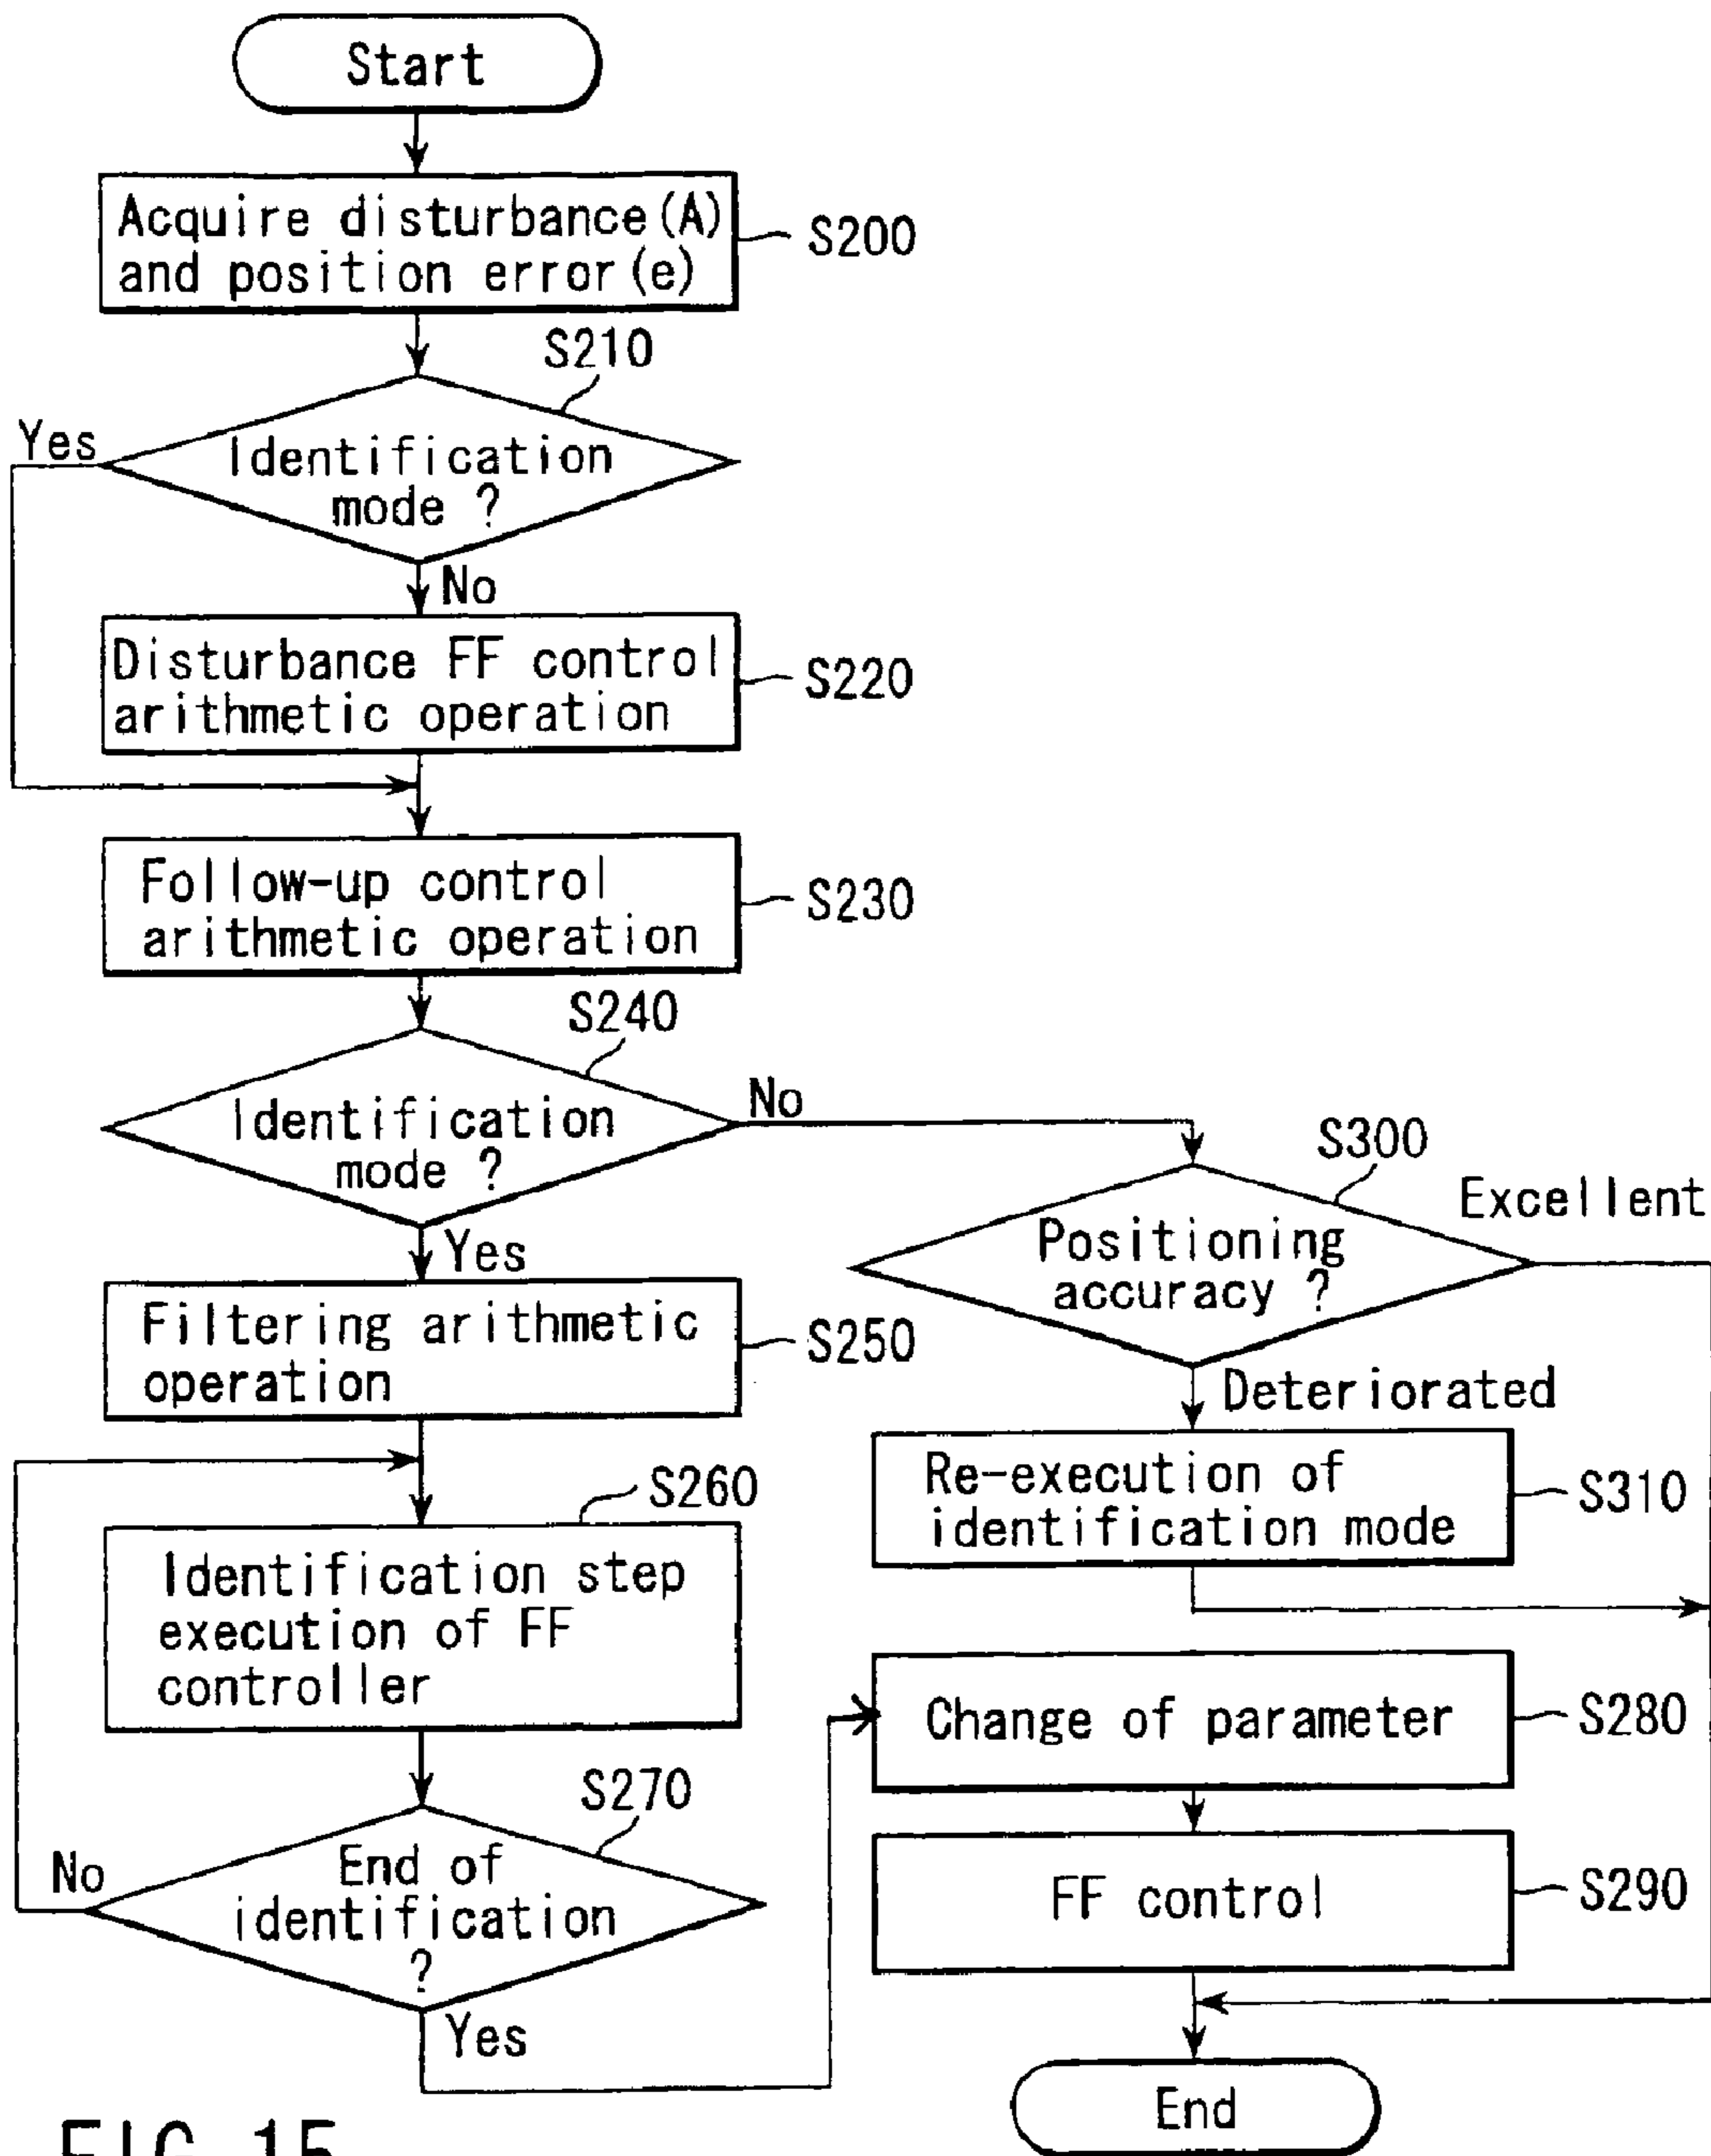 Start
Acquire disturbance(A)
and position error(e)
S200
S210
Yes
Identification
mode ?
No
Disturbance FF control
arithmetic operation
S220
Follow-up control
arithmetic operation
S230
S240
Identification
mode ?
No
Yes
S300
Excellent
Positioning
accuracy ?
Deteriorated
Filtering arithmetic
operation
S250
Re-execution of
identification mode
S310
S260
Identification step
execution of FF
controller
S270
End of
identification
?
No
Yes
Change of parameter
S280
FF control
S290
End
FIG. 15